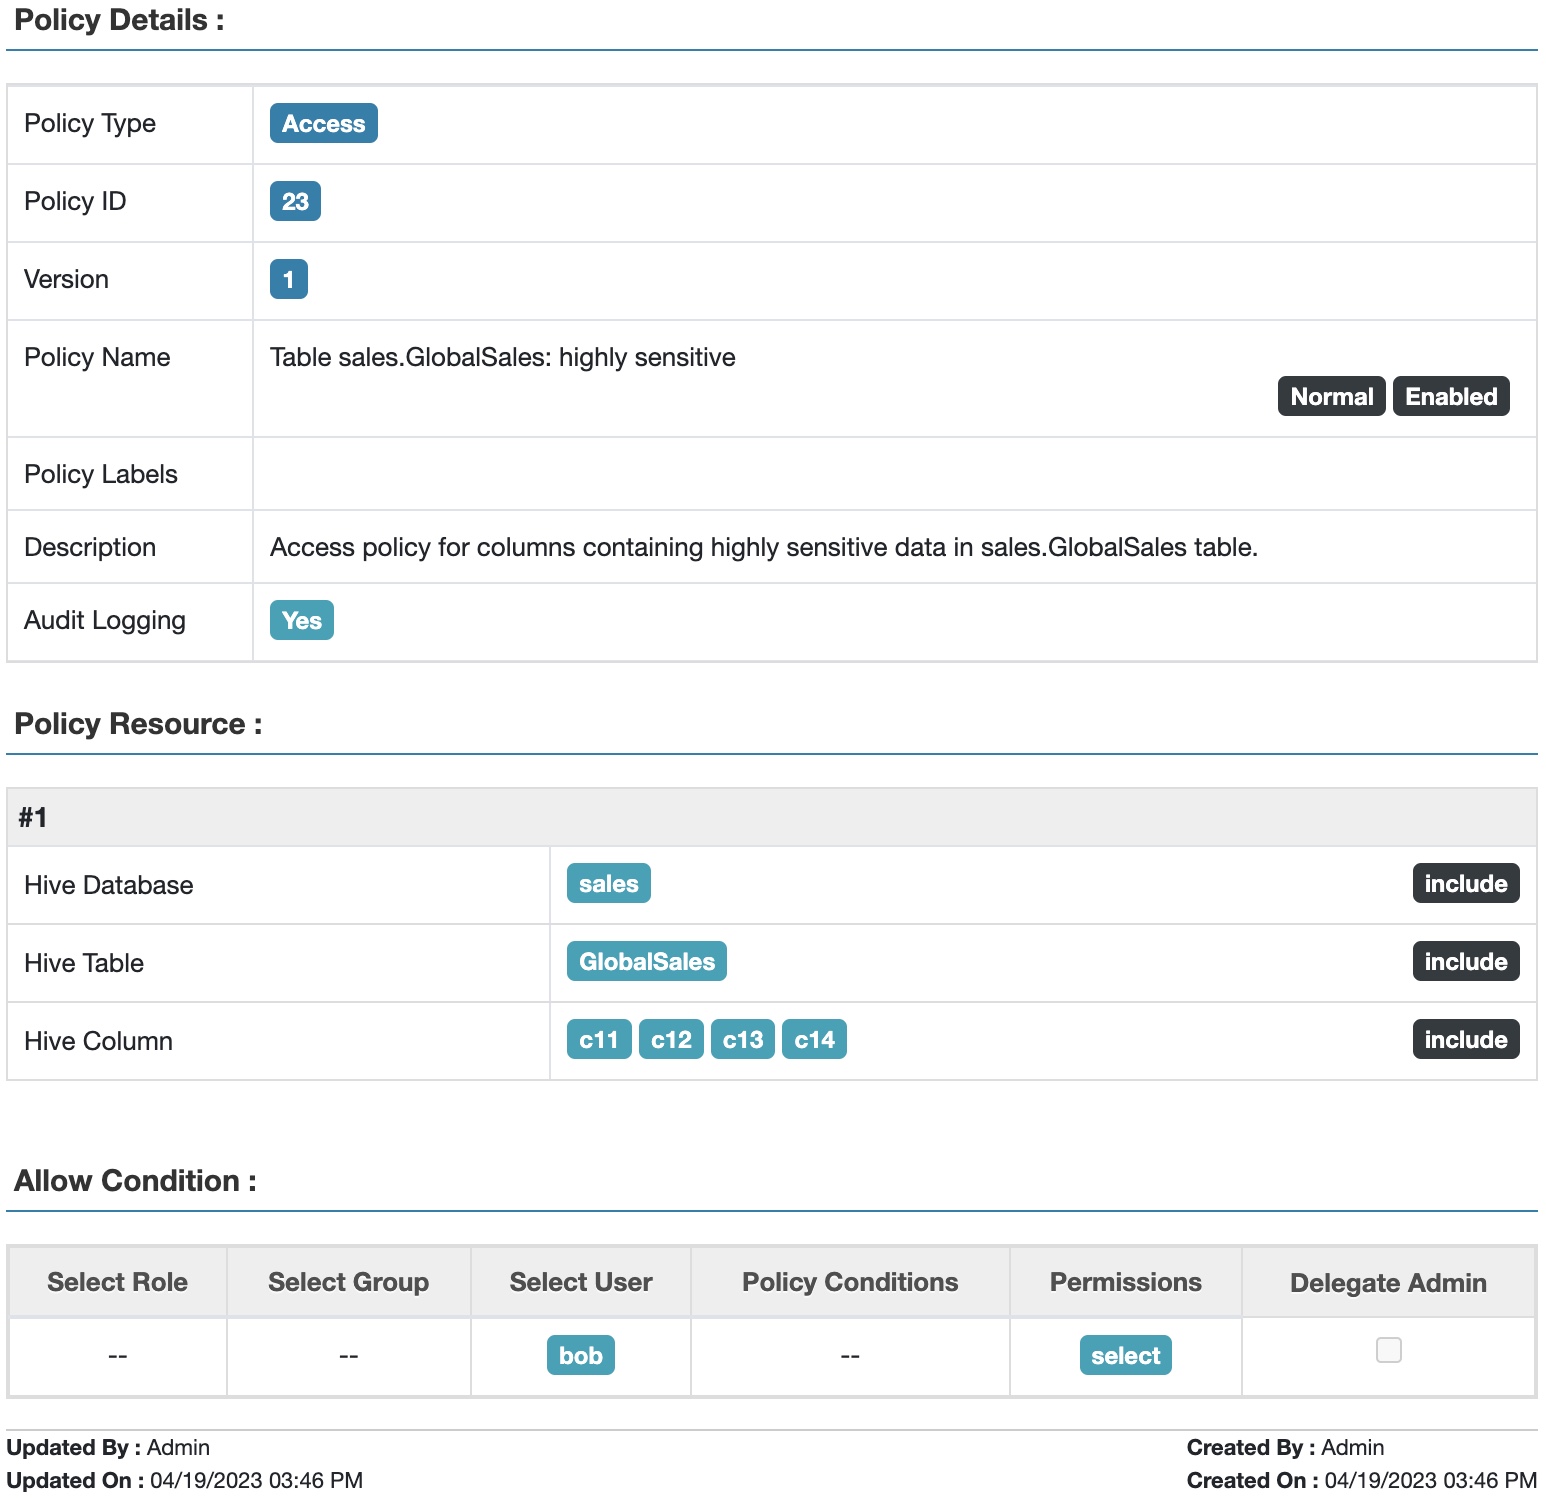 Policy Details :
Policy Type Access
Policy ID 23
Version 1
Policy Name Table sales.GlobalSales: highly sensitive
Normal Enabled
Policy Labels
Description Access policy for columns containing highly sensitive data in sales.GlobalSales table.
Audit Logging Yes
Policy Resource :
#1
Hive Database sales include
Hive Table GlobalSales include
Hive Column c11 c12 c13 c14 include
Allow Condition :
Select Role Select Group Select User Policy Conditions Permissions Delegate Admin
-- -- bob -- select
Updated By : Admin Created By : Admin
Updated On : 04/19/2023 03:46 PM Created On : 04/19/2023 03:46 PM